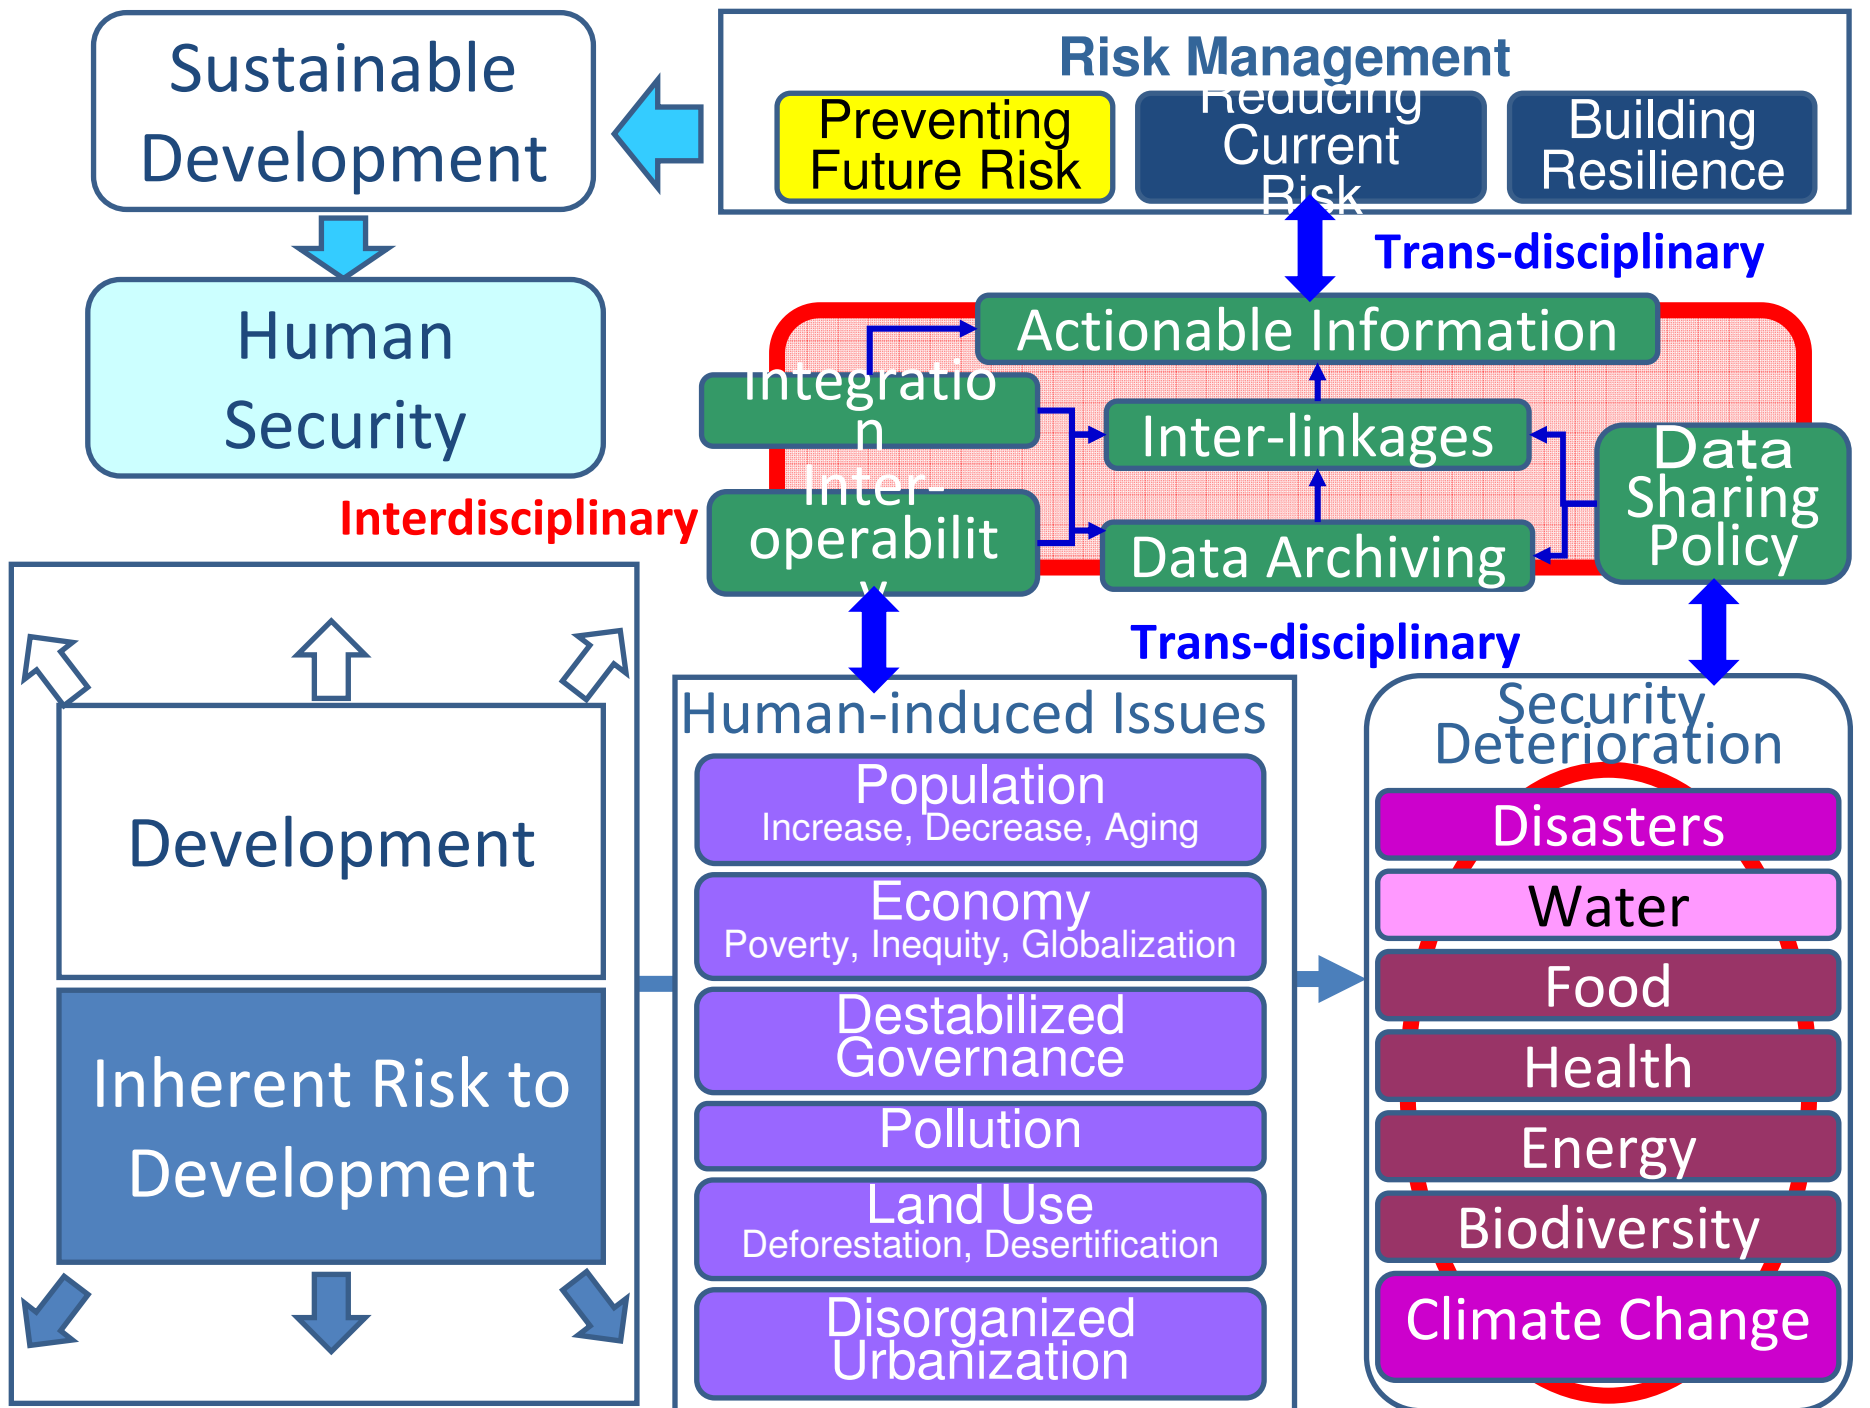 Sustainable
Development
Risk Management
Preventing
Future Risk
Reducing
Current
Risk
Building
Resilience
Trans-disciplinary
Human
Security
Actionable Information
Integratio
n
Inter-linkages
Data
Sharing
Policy
Inter-
operabilit
y
Data Archiving
Interdisciplinary
Trans-disciplinary
Development
Inherent Risk to
Development
Human-induced Issues
Population
Increase, Decrease, Aging
Economy
Poverty, Inequity, Globalization
Destabilized
Governance
Pollution
Land Use
Deforestation, Desertification
Disorganized
Urbanization
Security
Deterioration
Disasters
Water
Food
Health
Energy
Biodiversity
Climate Change